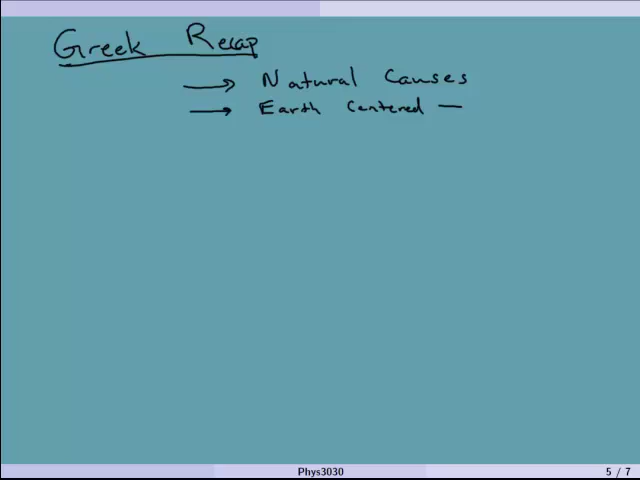 Greek Recap
→ Natural Causes
→ Earth Centered —
Phys3030
5 / 7